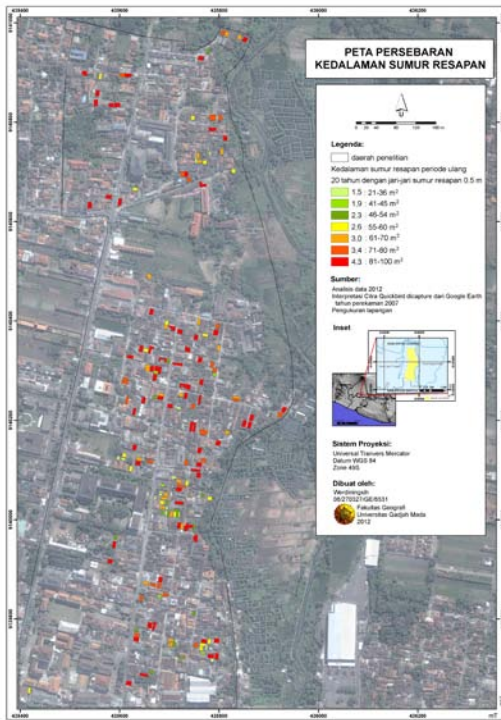 PETA PERSEBARAN
KEDALAMAN SUMUR RESAPAN
Legenda:
daerah penelitian
Kedalaman sumur resapan periode ulang
20 tahun dengan jari-jari sumur resapan 0.5 m
1.5 : 21-36 m²
1.9 : 41-45 m²
2.3 : 46-54 m²
2.6 : 55-60 m²
3.0 : 61-70 m²
3.4 : 71-80 m²
4.3 : 81-100 m²
Sumber:
Analisis data 2012
Interpretasi Citra Quickbird dicapture dari Google Earth
tahun perekaman 2007
Pengukuran lapangan
Inset
Sistem Proyeksi:
Universal Tranvers Mercator
Datum WGS 84
Zone 49S
Dibuat oleh:
Werdiningsih
Fakultas Geografi
Universitas Gadjah Mada
2012